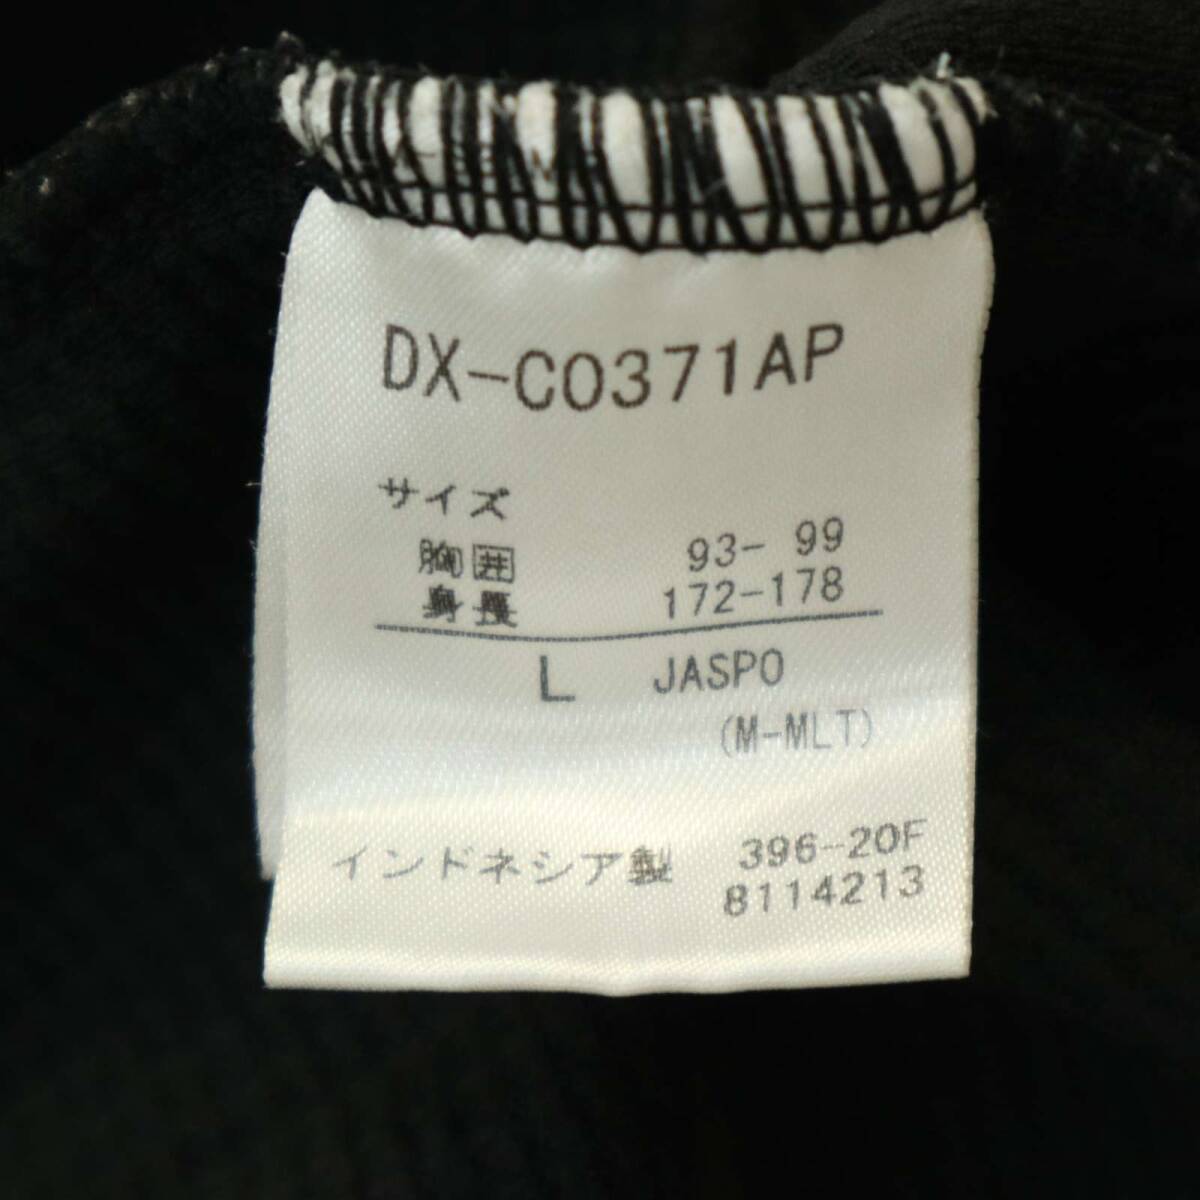 DX-C0371AP
サイズ
胸囲 93- 99
身長 172-178
L JASPO
(M-MLT)
インドネシア製 396-20F
8114213